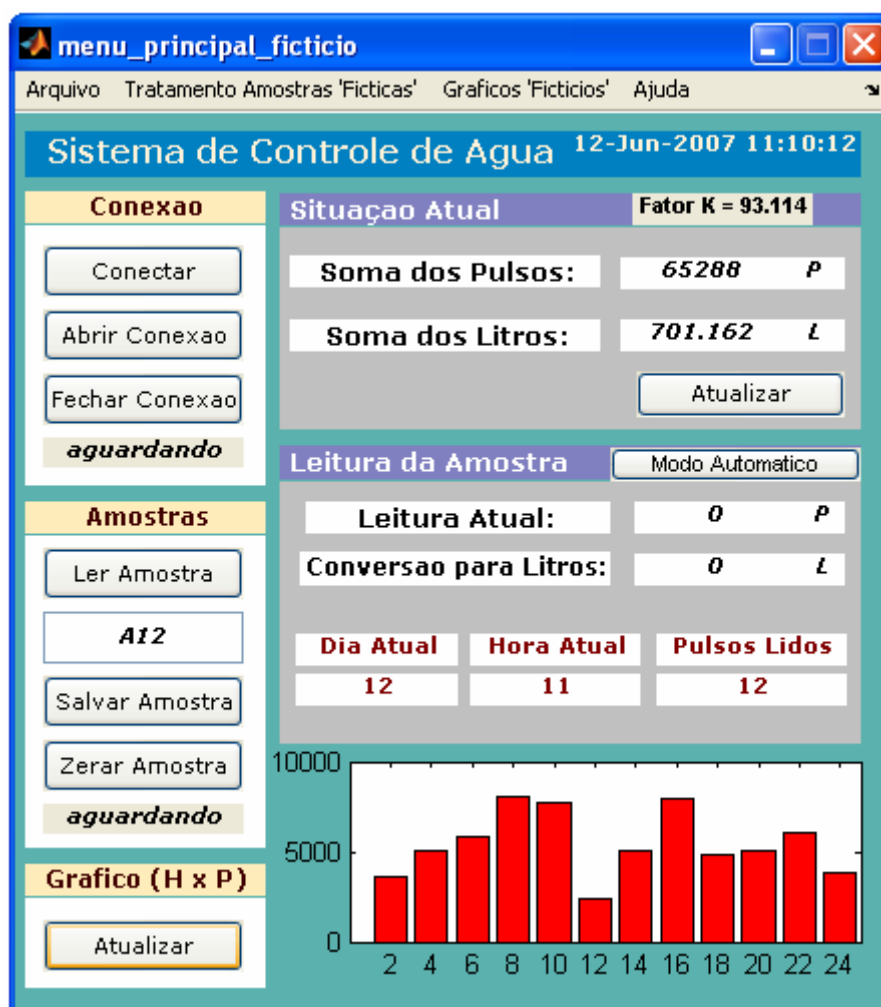 menu_principal_ficticio
Arquivo Tratamento Amostras 'Ficticas' Graficos 'Ficticios' Ajuda
Sistema de Controle de Agua 12-Jun-2007 11:10:12
Conexao
Conectar
Abrir Conexao
Fechar Conexao
aguardando
Situaçao Atual Fator K = 93.114
Soma dos Pulsos: 65288 P
Soma dos Litros: 701.162 L
Atualizar
Leitura da Amostra Modo Automatico
Leitura Atual: 0 P
Conversao para Litros: 0 L
Dia Atual Hora Atual Pulsos Lidos
12 11 12
Amostras
Ler Amostra
A12
Salvar Amostra
Zerar Amostra
aguardando
Grafico (H x P)
Atualizar
10000
5000
0
2 4 6 8 10 12 14 16 18 20 22 24